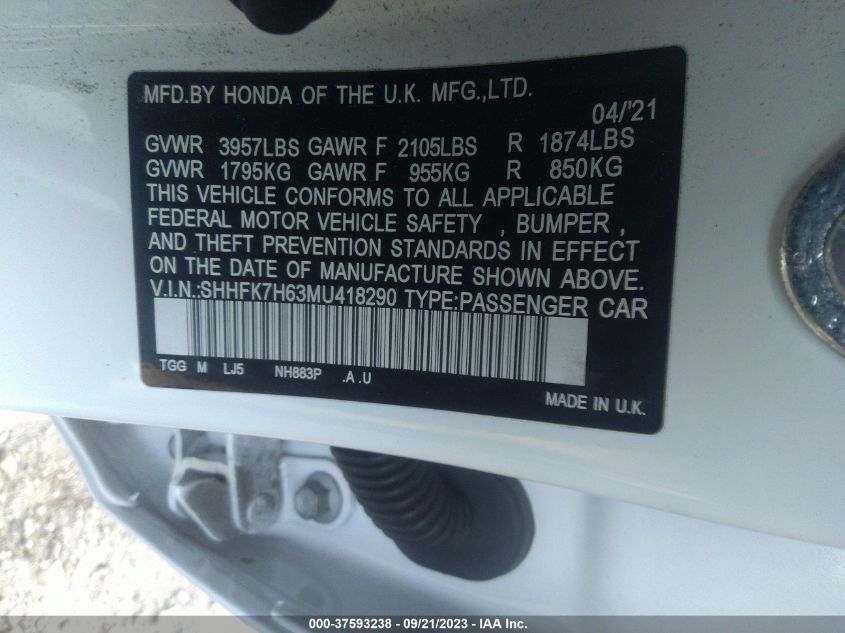 MFD.BY HONDA OF THE U.K. MFG.,LTD.
04/'21
GVWR 3957LBS GAWR F 2105LBS R 1874LBS
GVWR 1795KG GAWR F 955KG R 850KG
THIS VEHICLE CONFORMS TO ALL APPLICABLE
FEDERAL MOTOR VEHICLE SAFETY , BUMPER ,
AND THEFT PREVENTION STANDARDS IN EFFECT
ON THE DATE OF MANUFACTURE SHOWN ABOVE.
V.I.N.:SHHFK7H63MU418290 TYPE:PASSENGER CAR
TGG M LJ5 NH883P .A .U
MADE IN U.K.
000-37593238 - 09/21/2023 - IAA Inc.